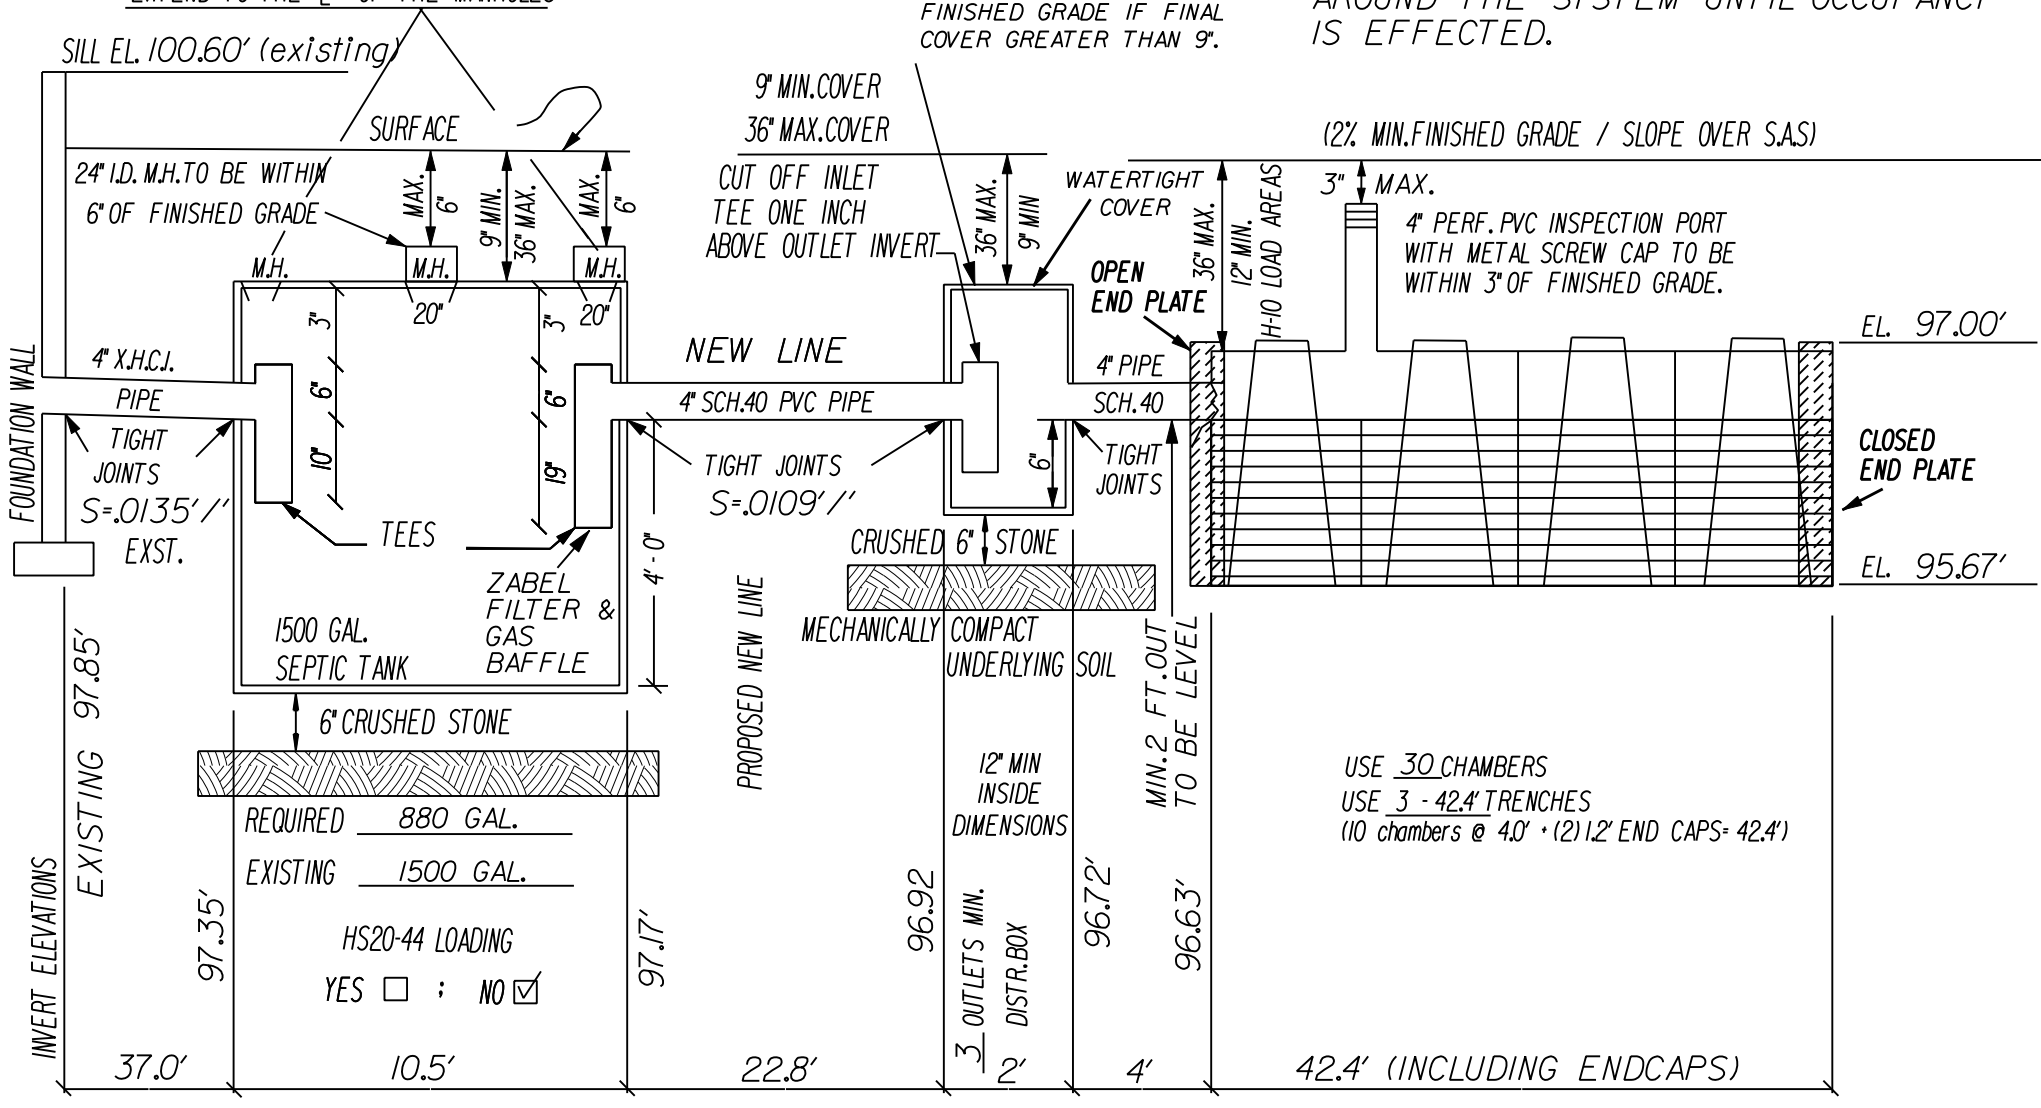 FINISHED GRADE IF FINAL
COVER GREATER THAN 9".
IS EFFECTED.
SILL EL. 100.60' (existing)
SURFACE
24" I.D. M.H. TO BE WITHIN
6" OF FINISHED GRADE
MAX.
6"
9" MIN.
36" MAX.
MAX.
6"
M.H.
M.H.
M.H.
20"
20"
9" MIN. COVER
36" MAX. COVER
CUT OFF INLET
TEE ONE INCH
ABOVE OUTLET INVERT
36" MAX.
9" MIN
WATERTIGHT
COVER
(2% MIN. FINISHED GRADE / SLOPE OVER S.A.S)
36" MAX.
12" MIN.
H-10 LOAD AREAS
3" MAX.
4" PERF. PVC INSPECTION PORT
WITH METAL SCREW CAP TO BE
WITHIN 3" OF FINISHED GRADE.
OPEN
END PLATE
EL. 97.00'
FOUNDATION WALL
4" X.H.C.I.
PIPE
TIGHT
JOINTS
S=.0135'/'
EXST.
3"
6"
10"
3"
6"
19"
TEES
ZABEL
FILTER &
GAS
BAFFLE
1500 GAL.
SEPTIC TANK
4'-0"
NEW LINE
4" SCH.40 PVC PIPE
TIGHT JOINTS
S=.0109'/'
PROPOSED NEW LINE
4" PIPE
SCH.40
6"
TIGHT
JOINTS
CRUSHED 6" STONE
MECHANICALLY COMPACT
UNDERLYING SOIL
MIN. 2 FT. OUT
TO BE LEVEL
CLOSED
END PLATE
EL. 95.67'
6" CRUSHED STONE
REQUIRED 880 GAL.
EXISTING 1500 GAL.
HS20-44 LOADING
YES ; NO
12" MIN
INSIDE
DIMENSIONS
USE 30 CHAMBERS
USE 3 - 42.4' TRENCHES
(10 chambers @ 4.0' + (2) 1.2' END CAPS= 42.4')
INVERT ELEVATIONS
EXISTING 97.85'
97.35'
97.17'
96.92
3 OUTLETS MIN.
DISTR.BOX
96.72'
96.63'
37.0'
10.5'
22.8'
2'
4'
42.4' (INCLUDING ENDCAPS)